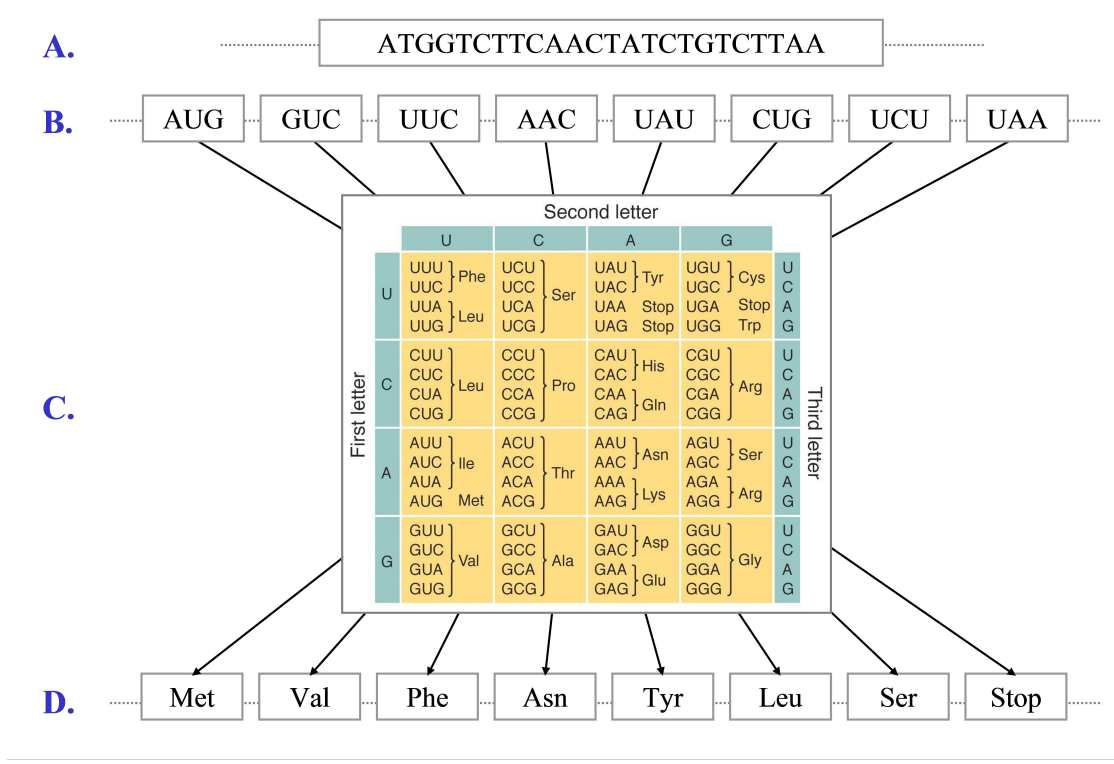 A. ATGGTCTTCAACTATCTGTCTTAA
B. AUG GUC UUC AAC UAU CUG UCU UAA
Second letter
U C A G
UUU UCU UAU UGU U
Phe Tyr Cys
UUC UCC UAC UGC C
U Ser
UUA UCA UAA Stop UGA Stop A
Leu
UUG UCG UAG Stop UGG Trp G
CUU CCU CAU CGU U
His
CUC CCC CAC CGC C
C Leu Pro Arg
CUA CCA CAA CGA A
Gln
CUG CCG CAG CGG G
C.
First letter
Third letter
AUU ACU AAU AGU U
Asn Ser
AUC ACC AAC AGC C
A Ile Thr
AUA ACA AAA AGA A
Lys Arg
AUG Met ACG AAG AGG G
GUU GCU GAU GGU U
Asp
GUC GCC GAC GGC C
G Val Ala Gly
GUA GCA GAA GGA A
Glu
GUG GCG GAG GGG G
D. Met Val Phe Asn Tyr Leu Ser Stop